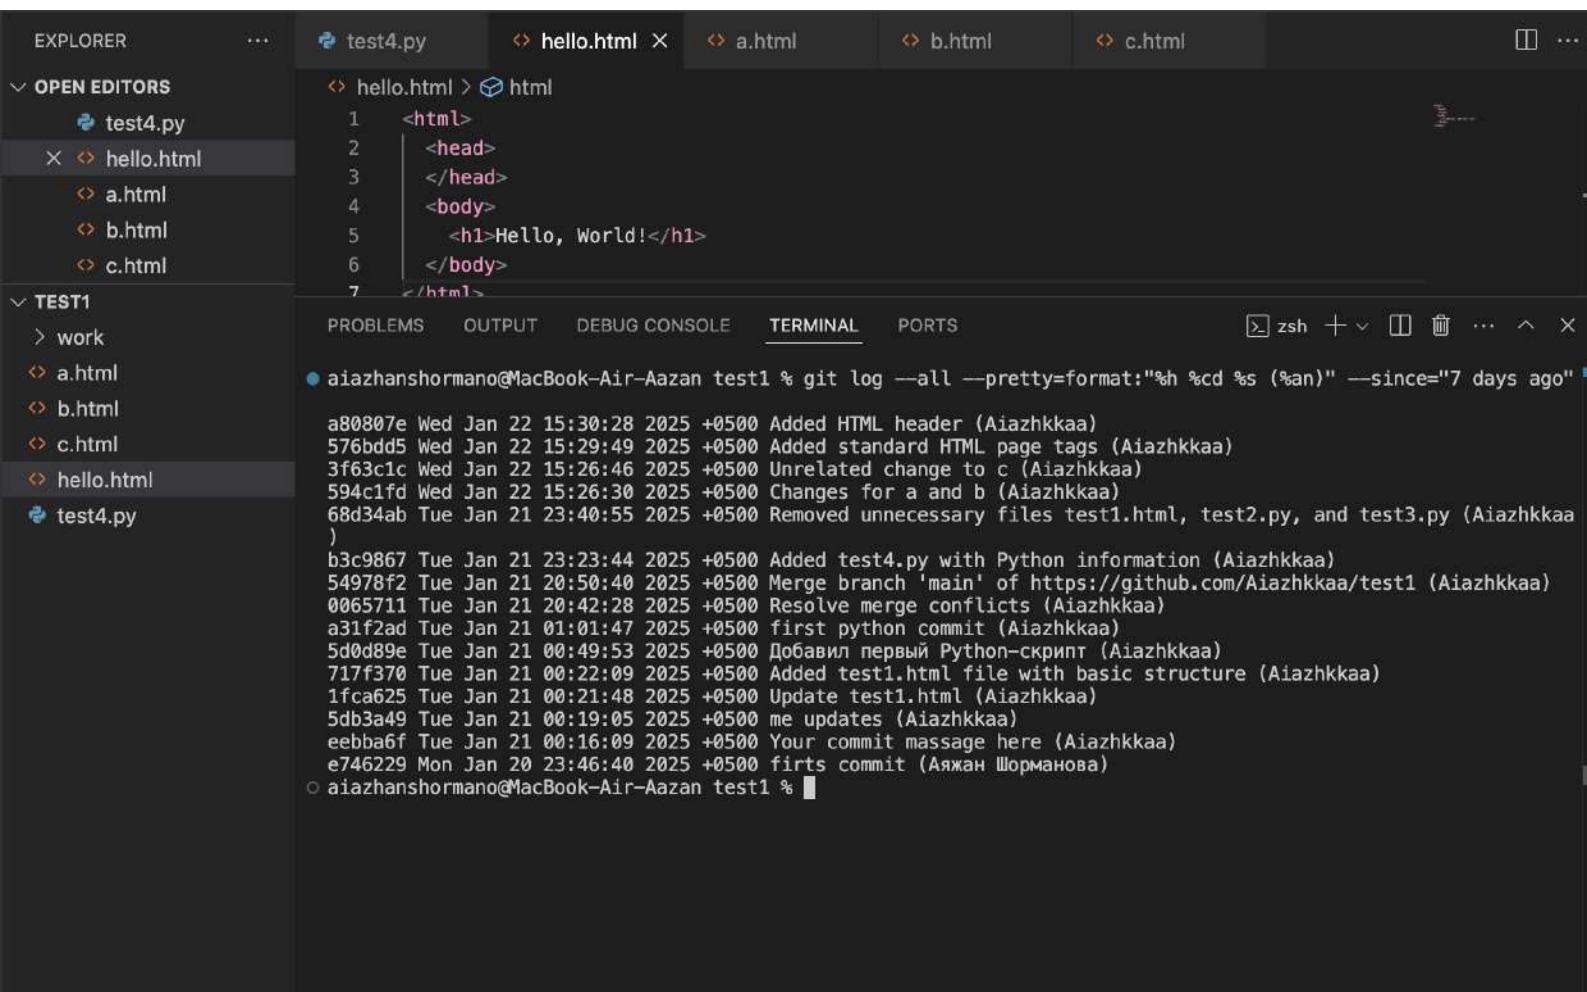 EXPLORER
OPEN EDITORS
test4.py
hello.html
a.html
b.html
c.html
TEST1
work
a.html
b.html
c.html
hello.html
test4.py
test4.py hello.html a.html b.html c.html
hello.html > html
1 <html>
2 <head>
3 </head>
4 <body>
5 <h1>Hello, World!</h1>
6 </body>
7 </html>
PROBLEMS OUTPUT DEBUG CONSOLE TERMINAL PORTS zsh
aiazhanshormano@MacBook-Air-Aazan test1 % git log --all --pretty=format:"%h %cd %s (%an)" --since="7 days ago"
a80807e Wed Jan 22 15:30:28 2025 +0500 Added HTML header (Aiazhkkaa)
576bdd5 Wed Jan 22 15:29:49 2025 +0500 Added standard HTML page tags (Aiazhkkaa)
3f63c1c Wed Jan 22 15:26:46 2025 +0500 Unrelated change to c (Aiazhkkaa)
594c1fd Wed Jan 22 15:26:30 2025 +0500 Changes for a and b (Aiazhkkaa)
68d34ab Tue Jan 21 23:40:55 2025 +0500 Removed unnecessary files test1.html, test2.py, and test3.py (Aiazhkkaa
)
b3c9867 Tue Jan 21 23:23:44 2025 +0500 Added test4.py with Python information (Aiazhkkaa)
54978f2 Tue Jan 21 20:50:40 2025 +0500 Merge branch 'main' of https://github.com/Aiazhkkaa/test1 (Aiazhkkaa)
0065711 Tue Jan 21 20:42:28 2025 +0500 Resolve merge conflicts (Aiazhkkaa)
a31f2ad Tue Jan 21 01:01:47 2025 +0500 first python commit (Aiazhkkaa)
5d0d89e Tue Jan 21 00:49:53 2025 +0500 Добавил первый Python-скрипт (Aiazhkkaa)
717f370 Tue Jan 21 00:22:09 2025 +0500 Added test1.html file with basic structure (Aiazhkkaa)
1fca625 Tue Jan 21 00:21:48 2025 +0500 Update test1.html (Aiazhkkaa)
5db3a49 Tue Jan 21 00:19:05 2025 +0500 me updates (Aiazhkkaa)
eebba6f Tue Jan 21 00:16:09 2025 +0500 Your commit massage here (Aiazhkkaa)
e746229 Mon Jan 20 23:46:40 2025 +0500 firts commit (Аяжан Шорманова)
aiazhanshormano@MacBook-Air-Aazan test1 %